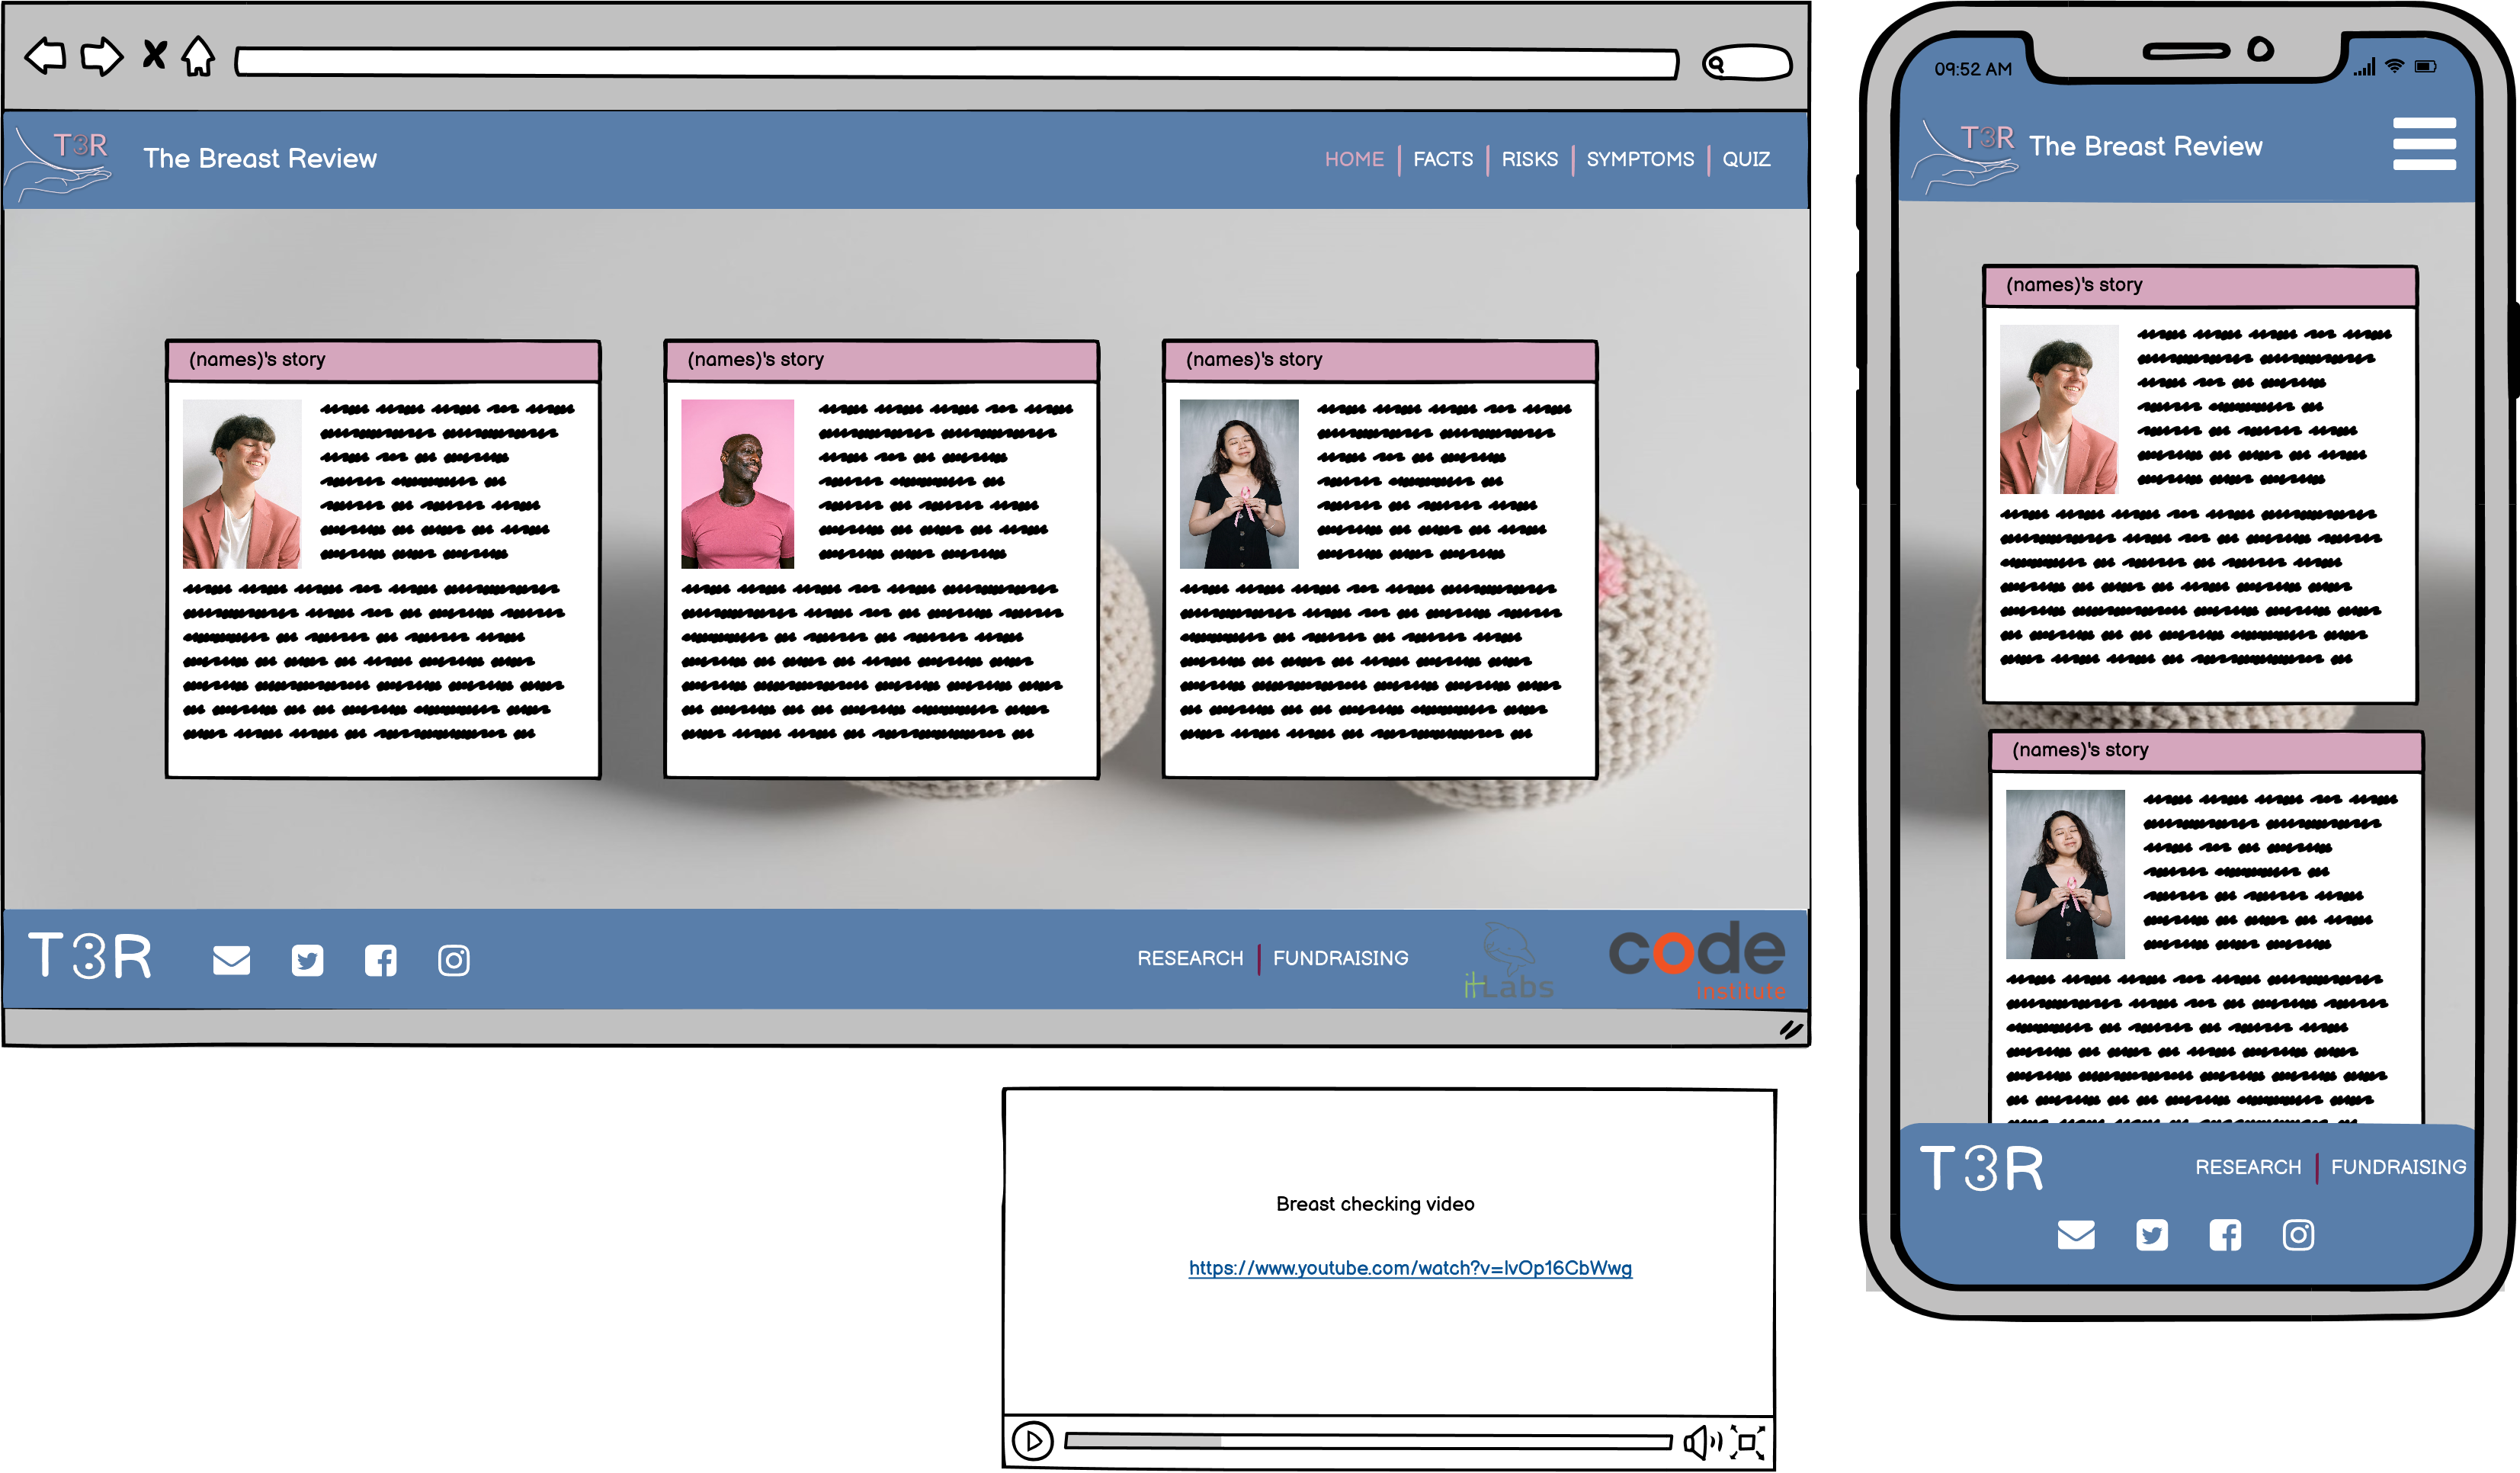 T3R
The Breast Review
HOME FACTS RISKS SYMPTOMS QUIZ
(names)'s story
(names)'s story
(names)'s story
T3R
RESEARCH FUNDRAISING
itLabs
code
institute
Breast checking video
https://www.youtube.com/watch?v=lvOp16CbWwg
09:52 AM
T3R
The Breast Review
(names)'s story
(names)'s story
T3R
RESEARCH FUNDRAISING